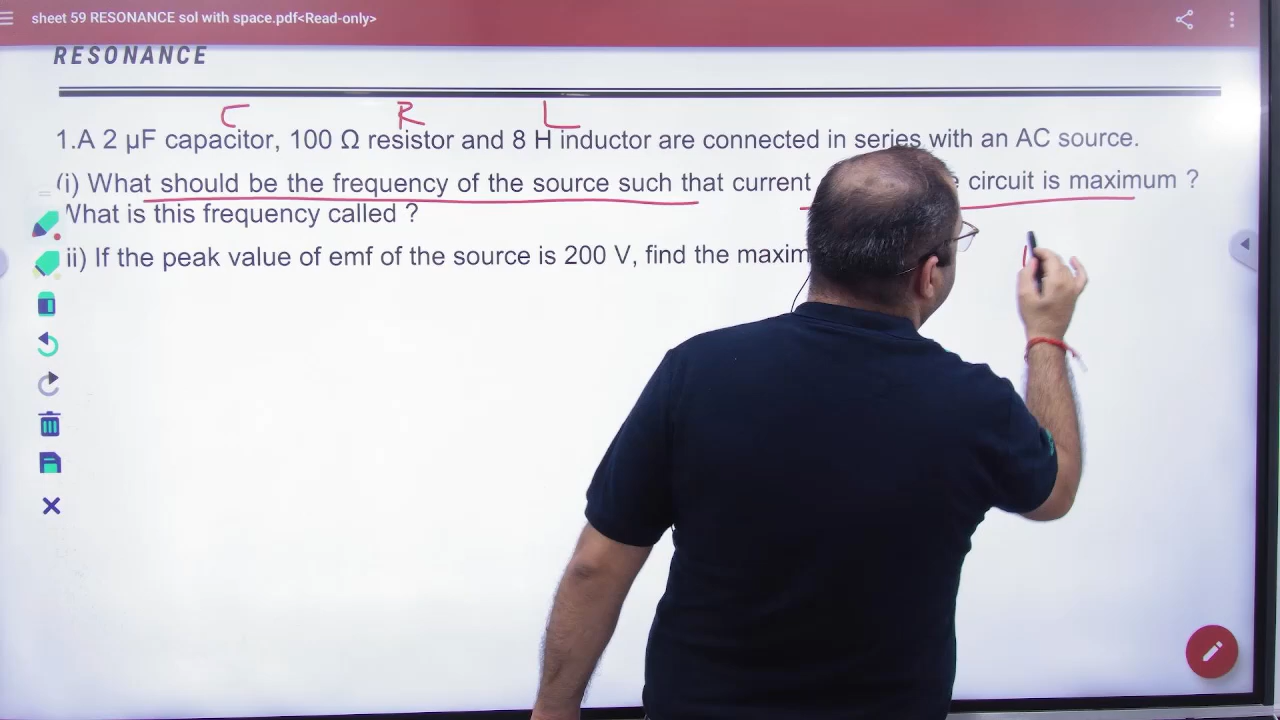 sheet 59 RESONANCE sol with space.pdf<Read-only>
RESONANCE
C R L
1.A 2 µF capacitor, 100 Ω resistor and 8 H inductor are connected in series with an AC source.
(i) What should be the frequency of the source such that current circuit is maximum ?
What is this frequency called ?
ii) If the peak value of emf of the source is 200 V, find the